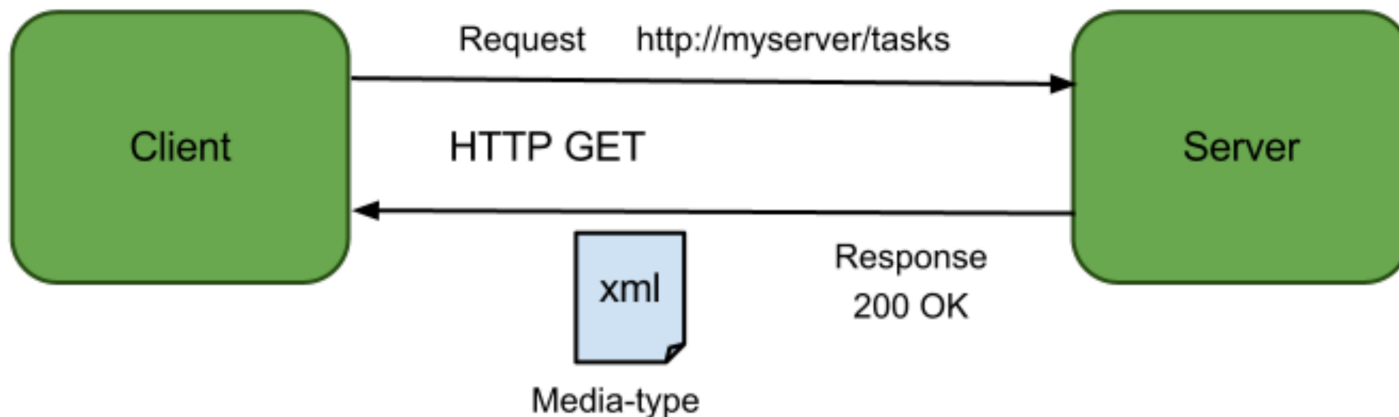 Request http://myserver/tasks
Client
HTTP GET
Server
xml
Response
200 OK
Media-type